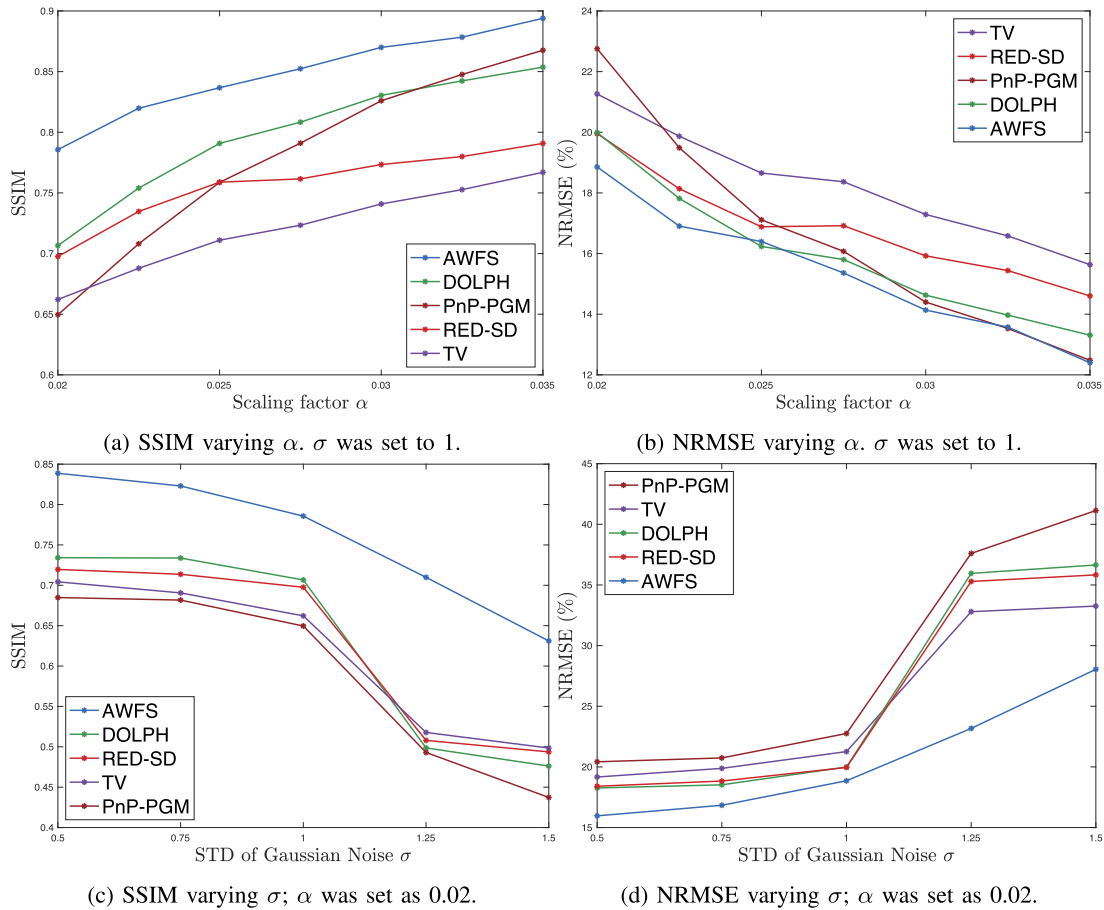 0.9
0.85
0.8
0.75
0.7
0.65
0.6
SSIM
AWFS
DOLPH
PnP-PGM
RED-SD
TV
0.02
0.025
0.03
0.035
Scaling factor α
(a) SSIM varying α. σ was set to 1.
24
22
20
18
16
14
12
NRMSE (%)
TV
RED-SD
PnP-PGM
DOLPH
AWFS
0.02
0.025
0.03
0.035
Scaling factor α
(b) NRMSE varying α. σ was set to 1.
0.85
0.8
0.75
0.7
0.65
0.6
0.55
0.5
0.45
0.4
SSIM
AWFS
DOLPH
RED-SD
TV
PnP-PGM
0.5
0.75
1
1.25
1.5
STD of Gaussian Noise σ
(c) SSIM varying σ; α was set as 0.02.
45
40
35
30
25
20
15
NRMSE (%)
PnP-PGM
TV
DOLPH
RED-SD
AWFS
0.5
0.75
1
1.25
1.5
STD of Gaussian Noise σ
(d) NRMSE varying σ; α was set as 0.02.